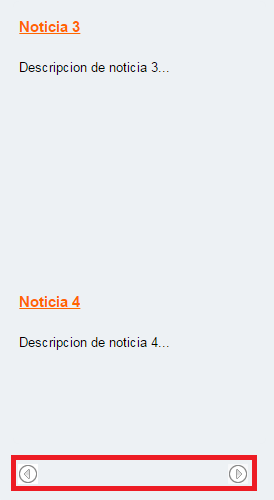 Noticia 3
Descripcion de noticia 3...
Noticia 4
Descripcion de noticia 4...